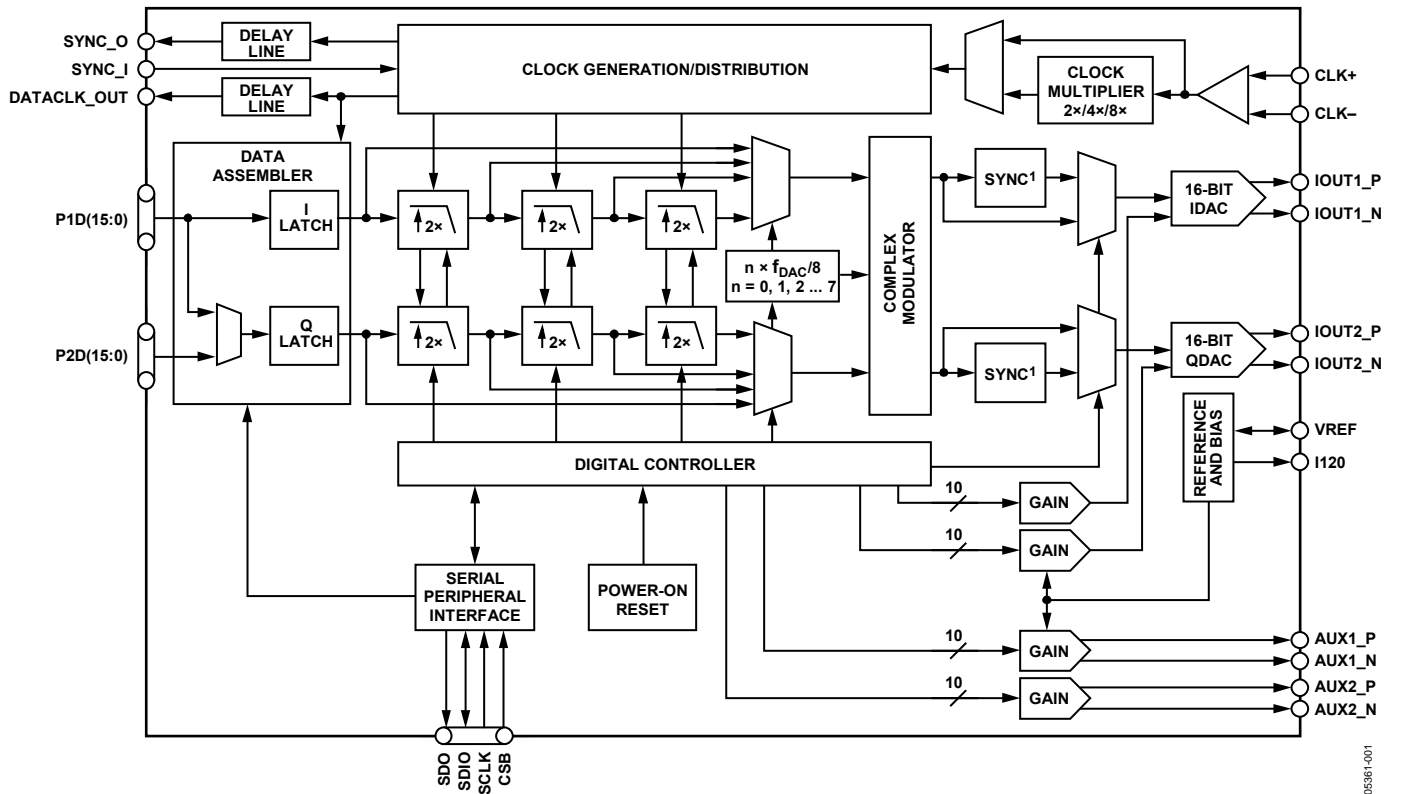 SYNC_O
DELAY
LINE
SYNC_I
CLOCK GENERATION/DISTRIBUTION
CLOCK
MULTIPLIER
2×/4×/8×
CLK+
CLK–
DATACLK_OUT
DELAY
LINE
DATA
ASSEMBLER
P1D(15:0)
I
LATCH
2×
2×
2×
n × fDAC/8
n = 0, 1, 2 ... 7
COMPLEX
MODULATOR
SYNC1
16-BIT
IDAC
IOUT1_P
IOUT1_N
P2D(15:0)
Q
LATCH
2×
2×
2×
SYNC1
16-BIT
QDAC
IOUT2_P
IOUT2_N
REFERENCE
AND BIAS
VREF
I120
DIGITAL CONTROLLER
10
GAIN
10
GAIN
SERIAL
PERIPHERAL
INTERFACE
POWER-ON
RESET
10
GAIN
AUX1_P
AUX1_N
10
GAIN
AUX2_P
AUX2_N
SDO
SDIO
SCLK
CSB
05361-001